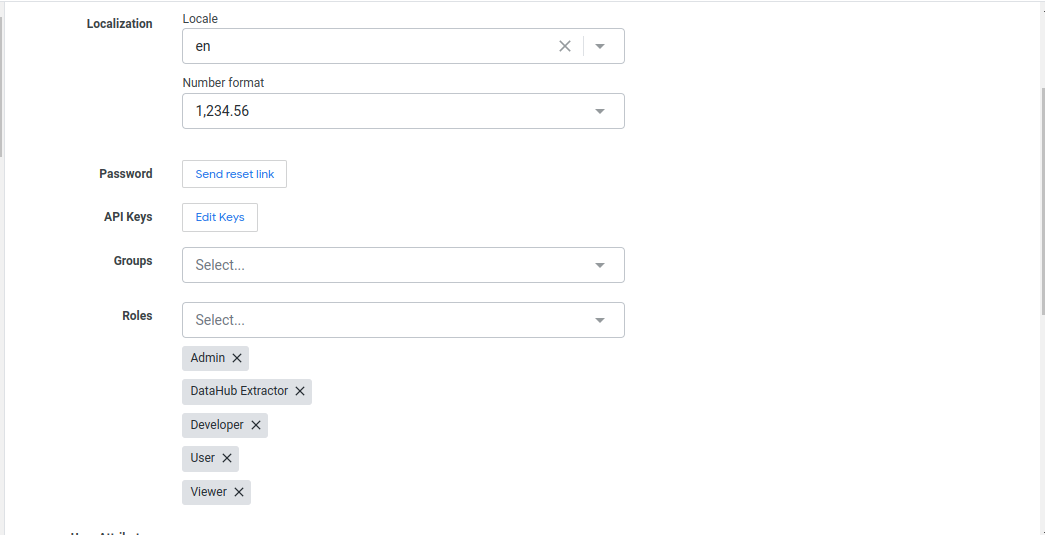 Localization
Locale
en
Number format
1,234.56
Password
Send reset link
API Keys
Edit Keys
Groups
Select...
Roles
Select...
Admin
DataHub Extractor
Developer
User
Viewer